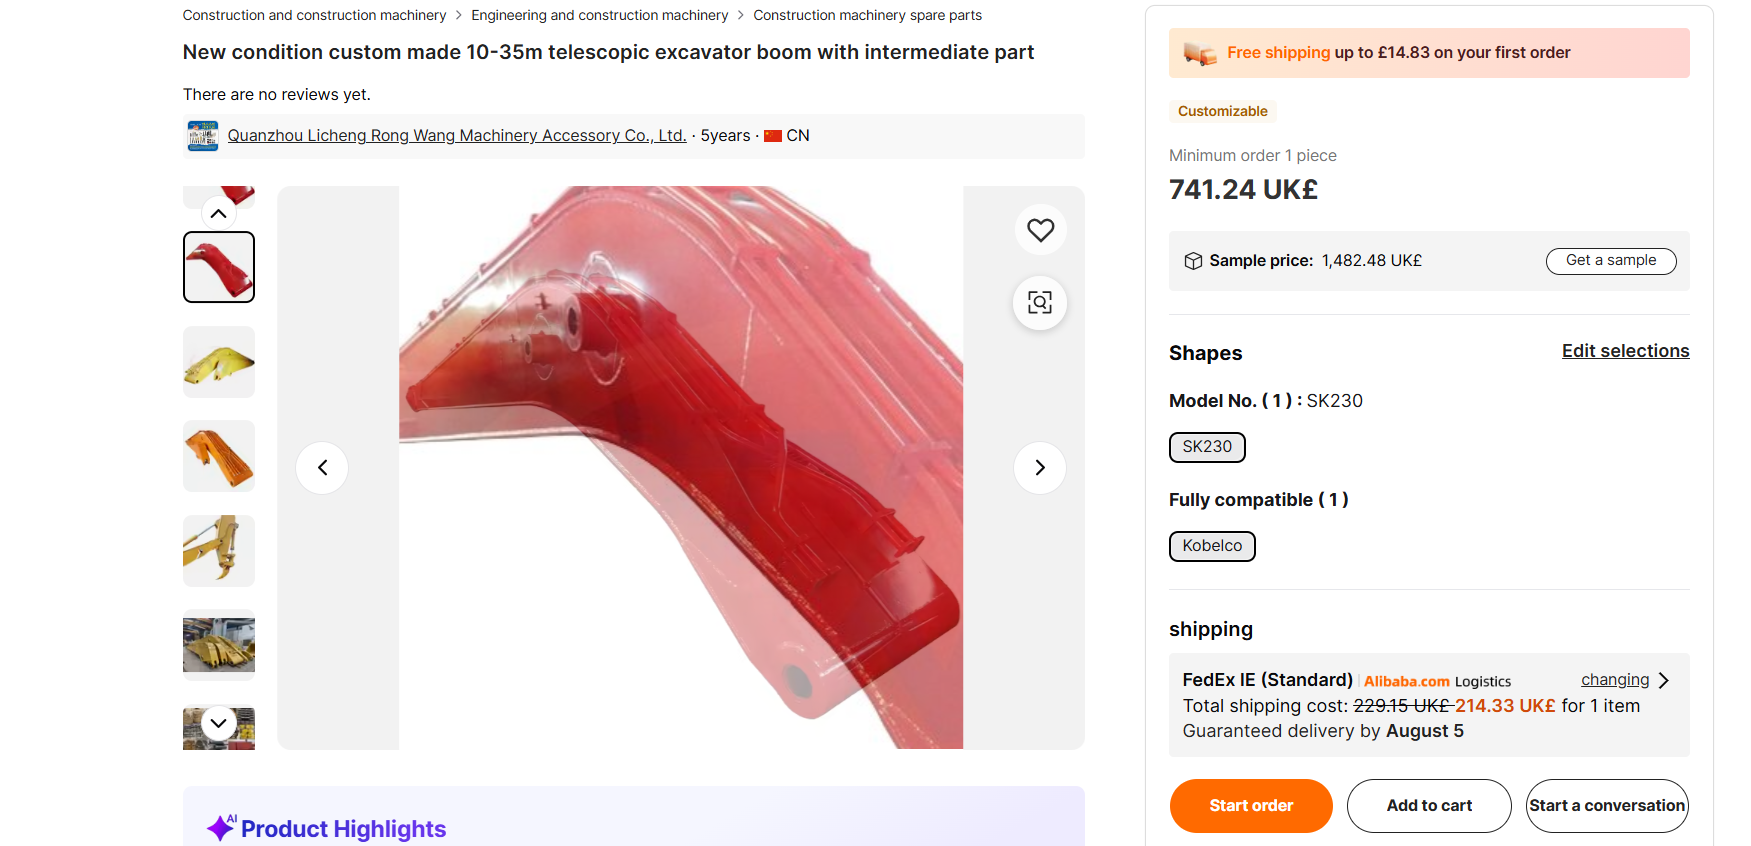 Construction and construction machinery > Engineering and construction machinery > Construction machinery spare parts
New condition custom made 10-35m telescopic excavator boom with intermediate part
There are no reviews yet.
Quanzhou Licheng Rong Wang Machinery Accessory Co., Ltd. · 5years · CN
AI Product Highlights
Free shipping up to £14.83 on your first order
Customizable
Minimum order 1 piece
741.24 UK£
Sample price: 1,482.48 UK£ Get a sample
Shapes Edit selections
Model No. ( 1 ) : SK230
SK230
Fully compatible ( 1 )
Kobelco
shipping
FedEx IE (Standard) | Alibaba.com Logistics changing
Total shipping cost: 229.15 UK£ 214.33 UK£ for 1 item
Guaranteed delivery by August 5
Start order Add to cart Start a conversation